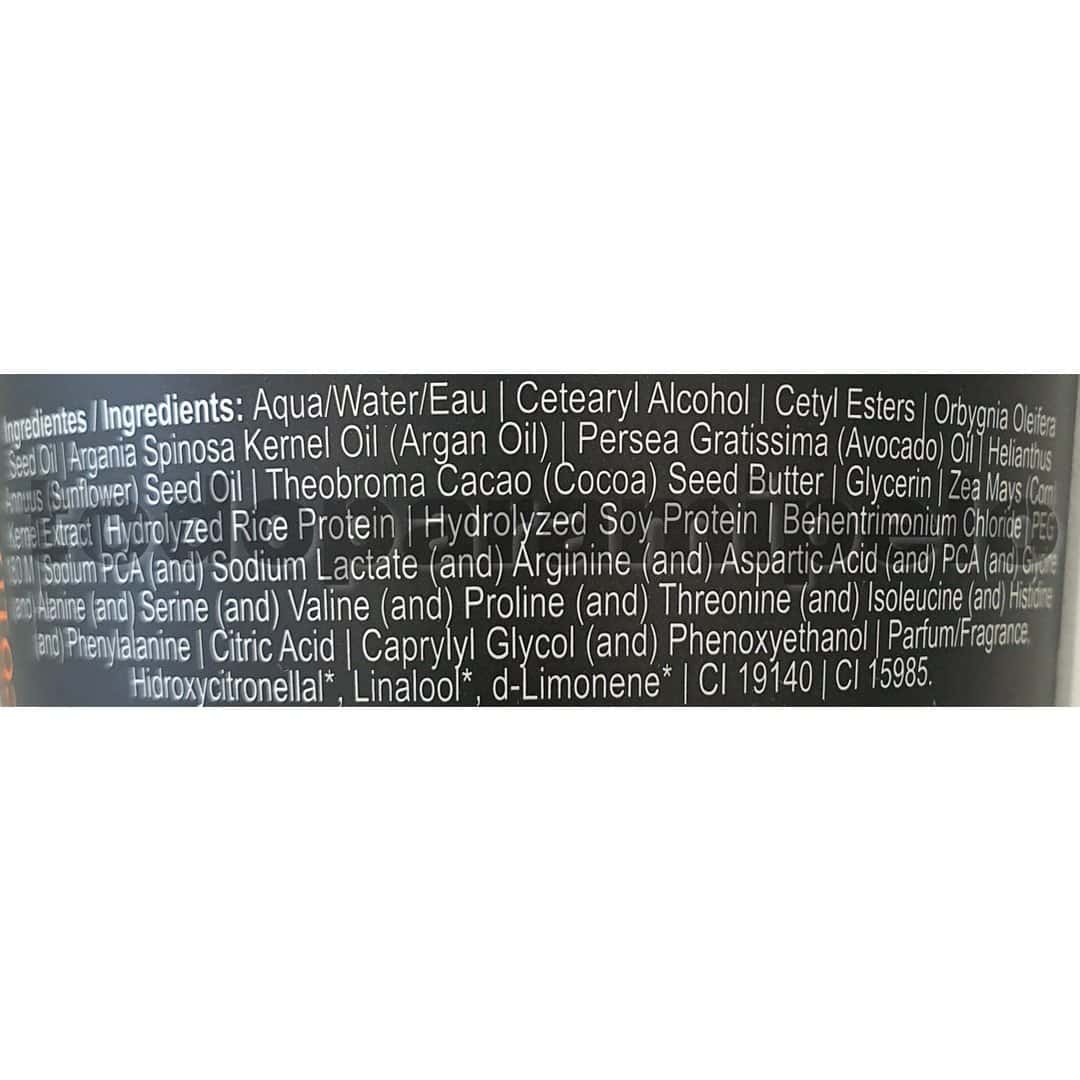 Ingredientes / Ingredients: Aqua/Water/Eau | Cetearyl Alcohol | Cetyl Esters | Orbygnia Oleifera
Seed Oil | Argania Spinosa Kernel Oil (Argan Oil) | Persea Gratissima (Avocado) Oil | Helianthus
Annuus (Sunflower) Seed Oil | Theobroma Cacao (Cocoa) Seed Butter | Glycerin | Zea Mays (Corn)
Kernel Extract | Hydrolyzed Rice Protein | Hydrolyzed Soy Protein | Behentrimonium Chloride | PEG
| Sodium PCA (and) Sodium Lactate (and) Arginine (and) Aspartic Acid (and) PCA (and) Glycine
(and) Alanine (and) Serine (and) Valine (and) Proline (and) Threonine (and) Isoleucine (and) Histidine
(and) Phenylalanine | Citric Acid | Caprylyl Glycol (and) Phenoxyethanol | Parfum/Fragrance,
Hidroxycitronellal*, Linalool*, d-Limonene* | CI 19140 | CI 15985.